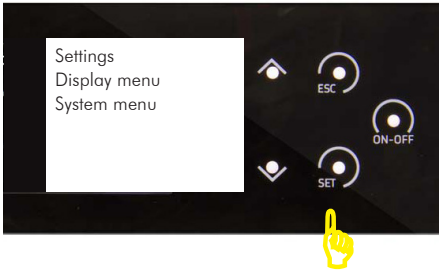 Settings
Display menu
System menu
ESC
ON-OFF
SET